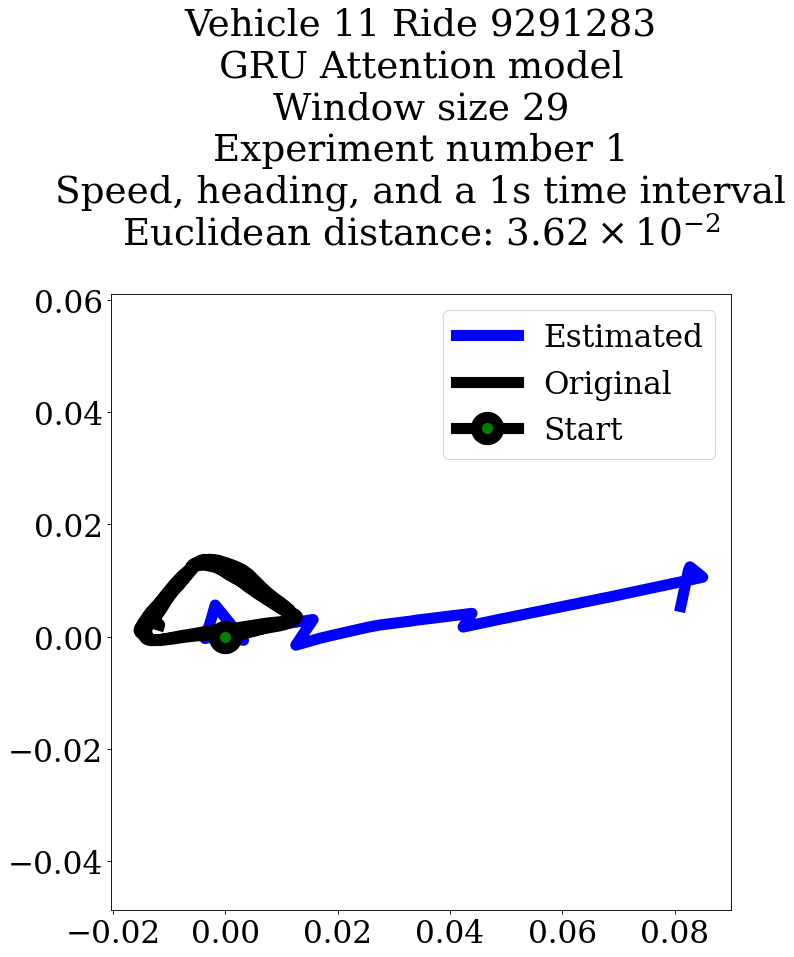 Vehicle 11 Ride 9291283
GRU Attention model
Window size 29
Experiment number 1
Speed, heading, and a 1s time interval
Euclidean distance: 3.62 × 10⁻²
Estimated
Original
Start
0.06
0.04
0.02
0.00
−0.02
−0.04
−0.02 0.00 0.02 0.04 0.06 0.08